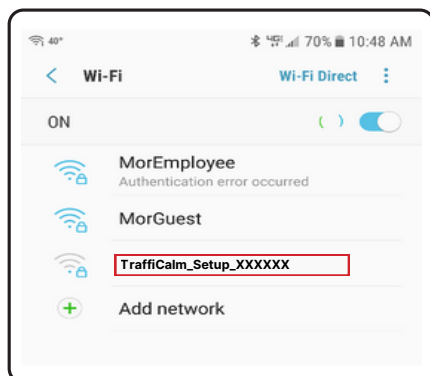 40° 4G 70% 10:48 AM
< Wi-Fi Wi-Fi Direct
ON
MorEmployee
Authentication error occurred
MorGuest
TraffiCalm_Setup_XXXXXX
Add network